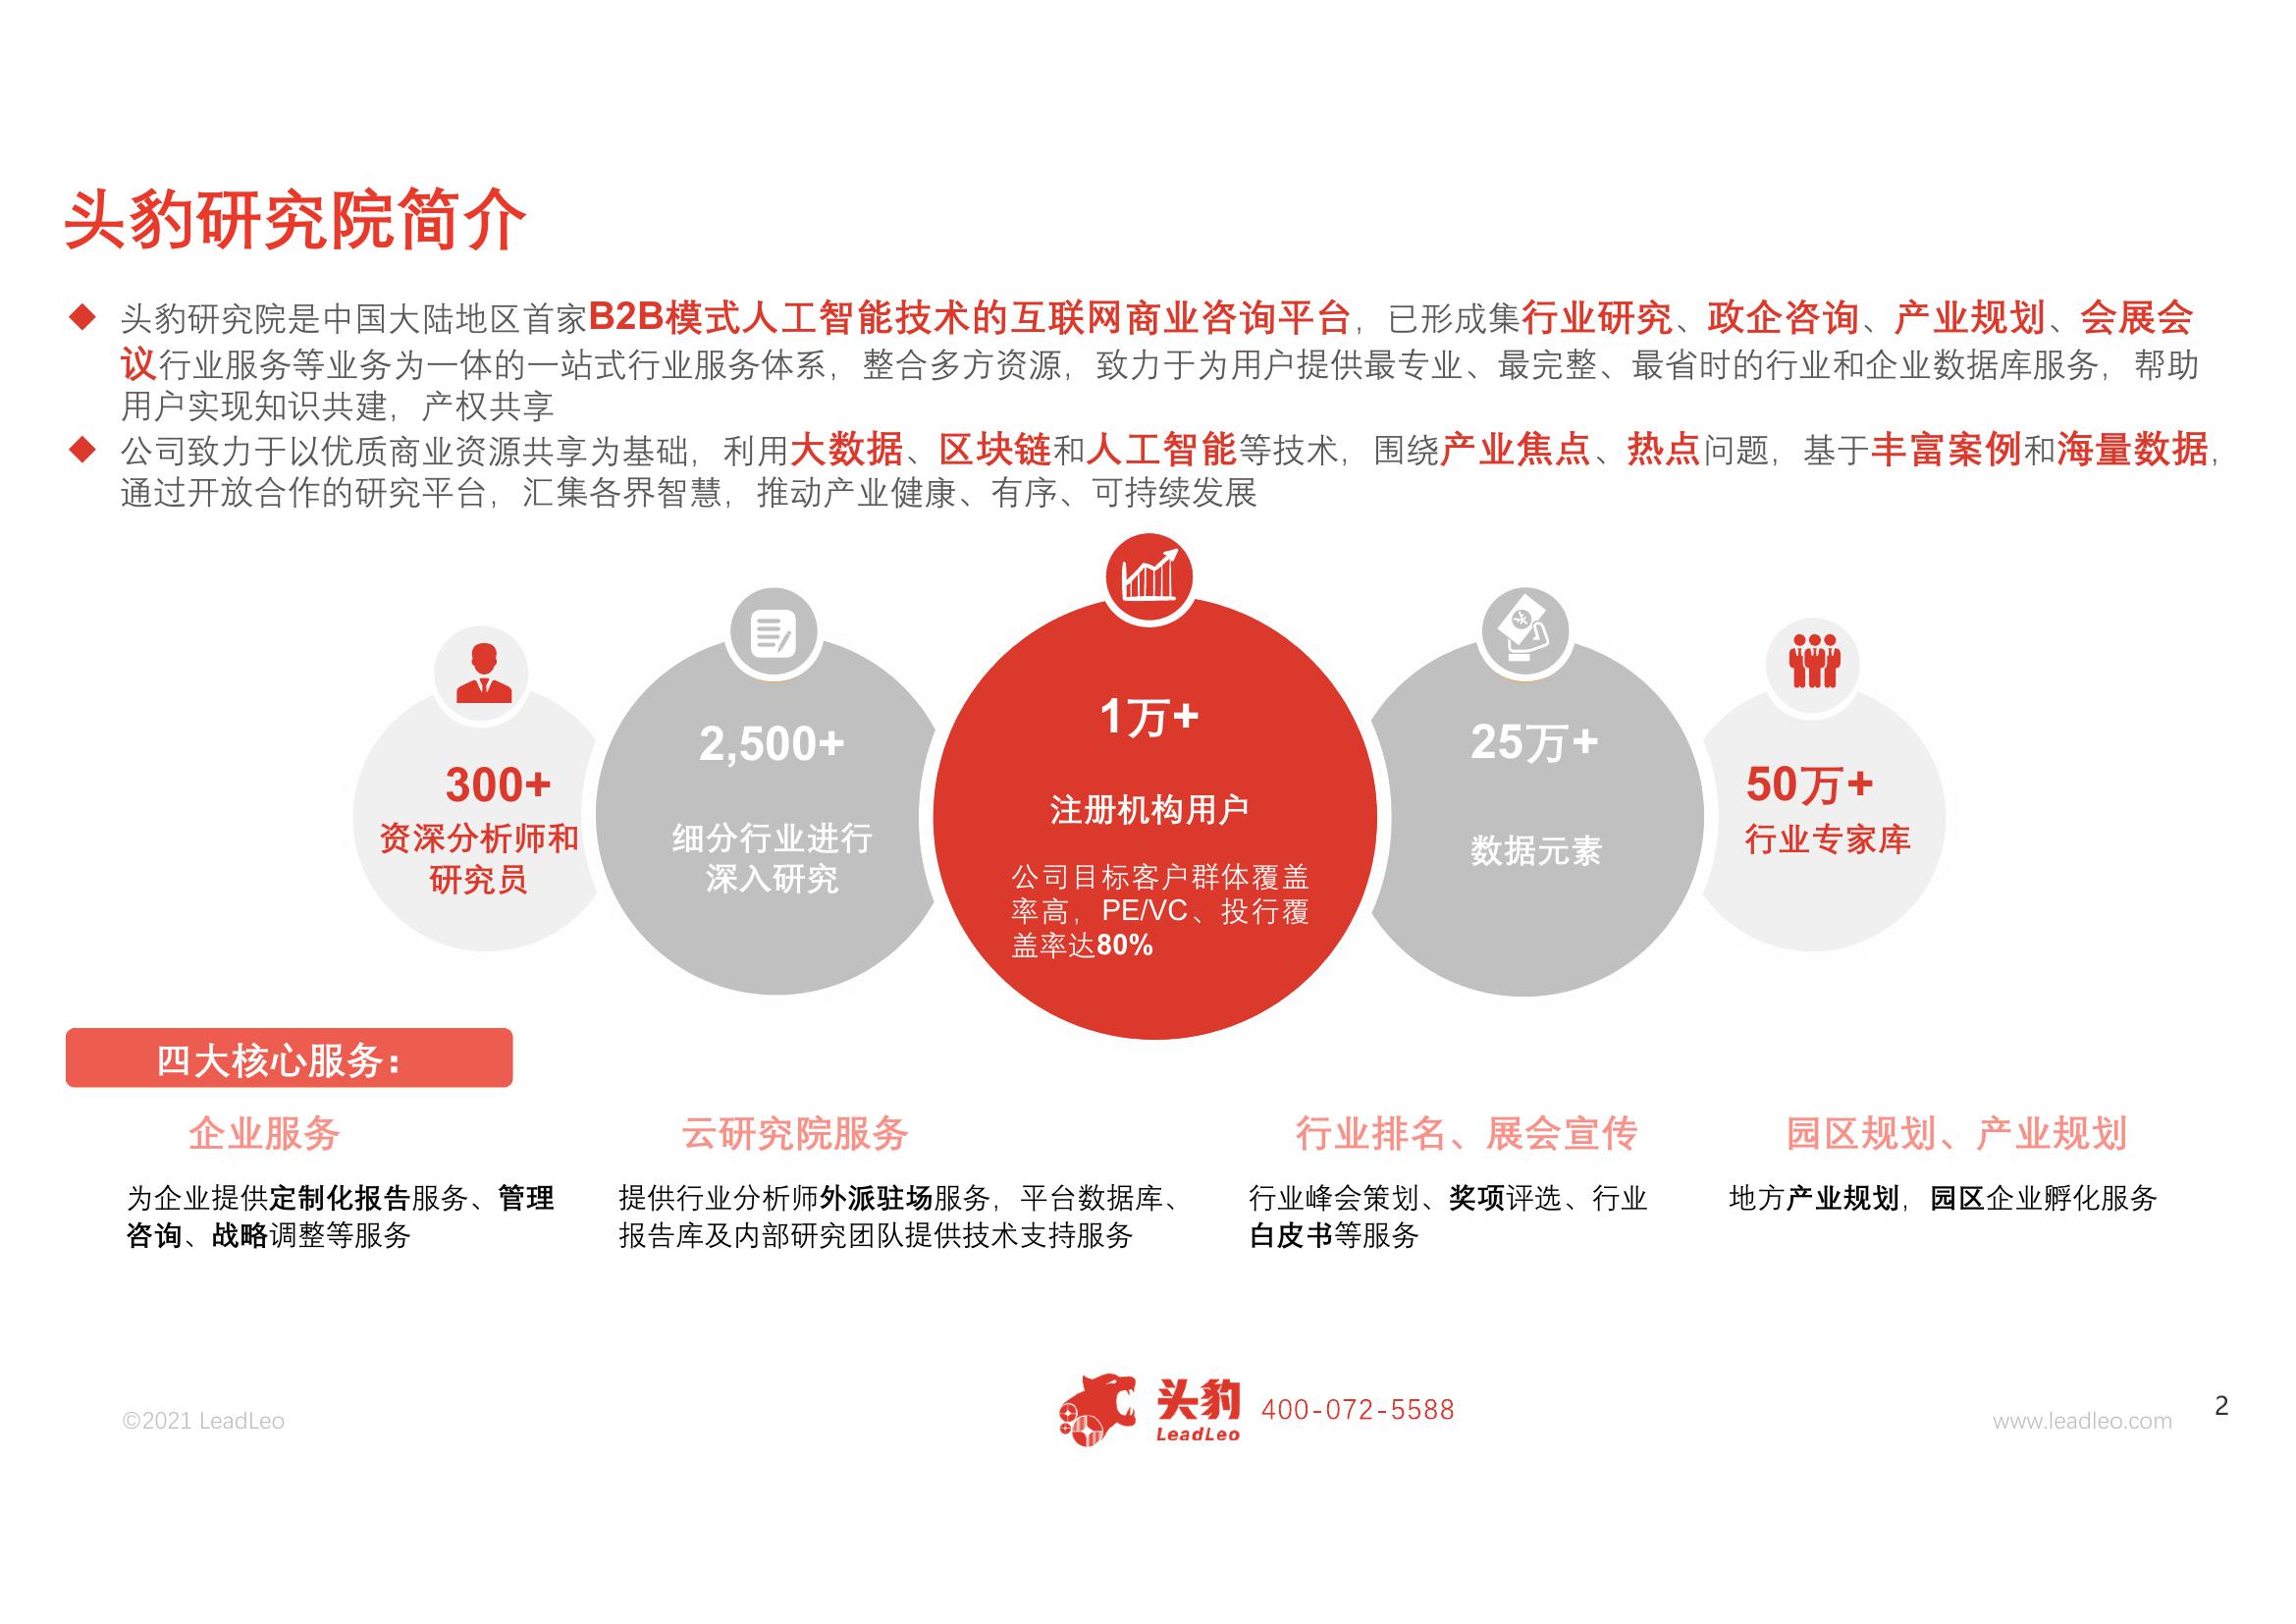 头豹研究院简介
◆ 头豹研究院是中国大陆地区首家B2B模式人工智能技术的互联网商业咨询平台，已形成集行业研究、政企咨询、产业规划、会展会
议行业服务等业务为一体的一站式行业服务体系，整合多方资源，致力于为用户提供最专业、最完整、最省时的行业和企业数据库服务，帮助
用户实现知识共建，产权共享
◆ 公司致力于以优质商业资源共享为基础，利用大数据、区块链和人工智能等技术，围绕产业焦点、热点问题，基于丰富案例和海量数据，
通过开放合作的研究平台，汇集各界智慧，推动产业健康、有序、可持续发展
300+
资深分析师和
研究员
2,500+
细分行业进行
深入研究
1万+
注册机构用户
公司目标客户群体覆盖
率高，PE/VC、投行覆
盖率达80%
25万+
数据元素
50万+
行业专家库
四大核心服务：
企业服务
为企业提供定制化报告服务、管理
咨询、战略调整等服务
云研究院服务
提供行业分析师外派驻场服务，平台数据库、
报告库及内部研究团队提供技术支持服务
行业排名、展会宣传
行业峰会策划、奖项评选、行业
白皮书等服务
园区规划、产业规划
地方产业规划，园区企业孵化服务
©2021 LeadLeo
头豹
LeadLeo
400-072-5588
www.leadleo.com
2